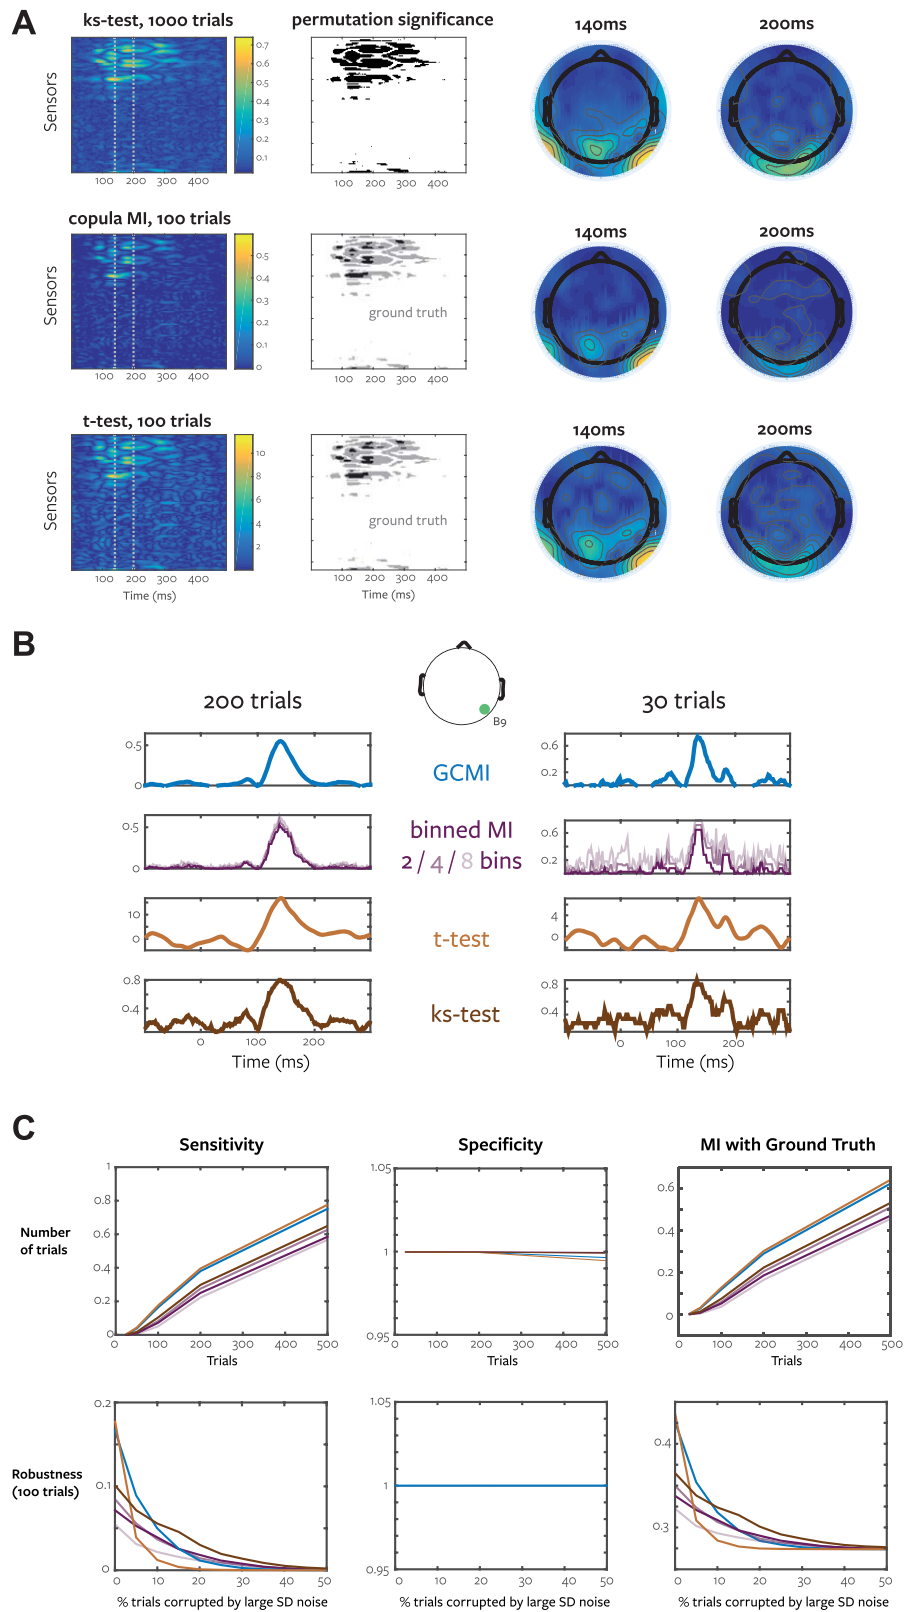 A
ks-test, 1000 trials
permutation significance
140ms
200ms
Sensors
0.7
0.6
0.5
0.4
0.3
0.2
0.1
100 200 300 400
100 200 300 400
copula MI, 100 trials
140ms
200ms
Sensors
0.5
0.4
0.3
0.2
0.1
0
ground truth
100 200 300 400
100 200 300 400
t-test, 100 trials
140ms
200ms
Sensors
10
8
6
4
2
ground truth
100 200 300 400
100 200 300 400
Time (ms)
Time (ms)
B
200 trials
30 trials
B9
0.5
0
GCMI
0.6
0.2
0.5
0
binned MI
2 / 4 / 8 bins
0.6
0.2
10
0
t-test
4
0
0.8
0.4
ks-test
0.8
0.4
0 100 200
0 100 200
Time (ms)
Time (ms)
C
Sensitivity
Specificity
MI with Ground Truth
Number
of trials
1
0.8
0.6
0.4
0.2
0
0 100 200 300 400 500
Trials
1.05
1
0.95
0 100 200 300 400 500
Trials
0.6
0.4
0.2
0
0 100 200 300 400 500
Trials
Robustness
(100 trials)
0.2
0.1
0
0 10 20 30 40 50
% trials corrupted by large SD noise
1.05
1
0.95
0 10 20 30 40 50
% trials corrupted by large SD noise
0.4
0.3
0 10 20 30 40 50
% trials corrupted by large SD noise